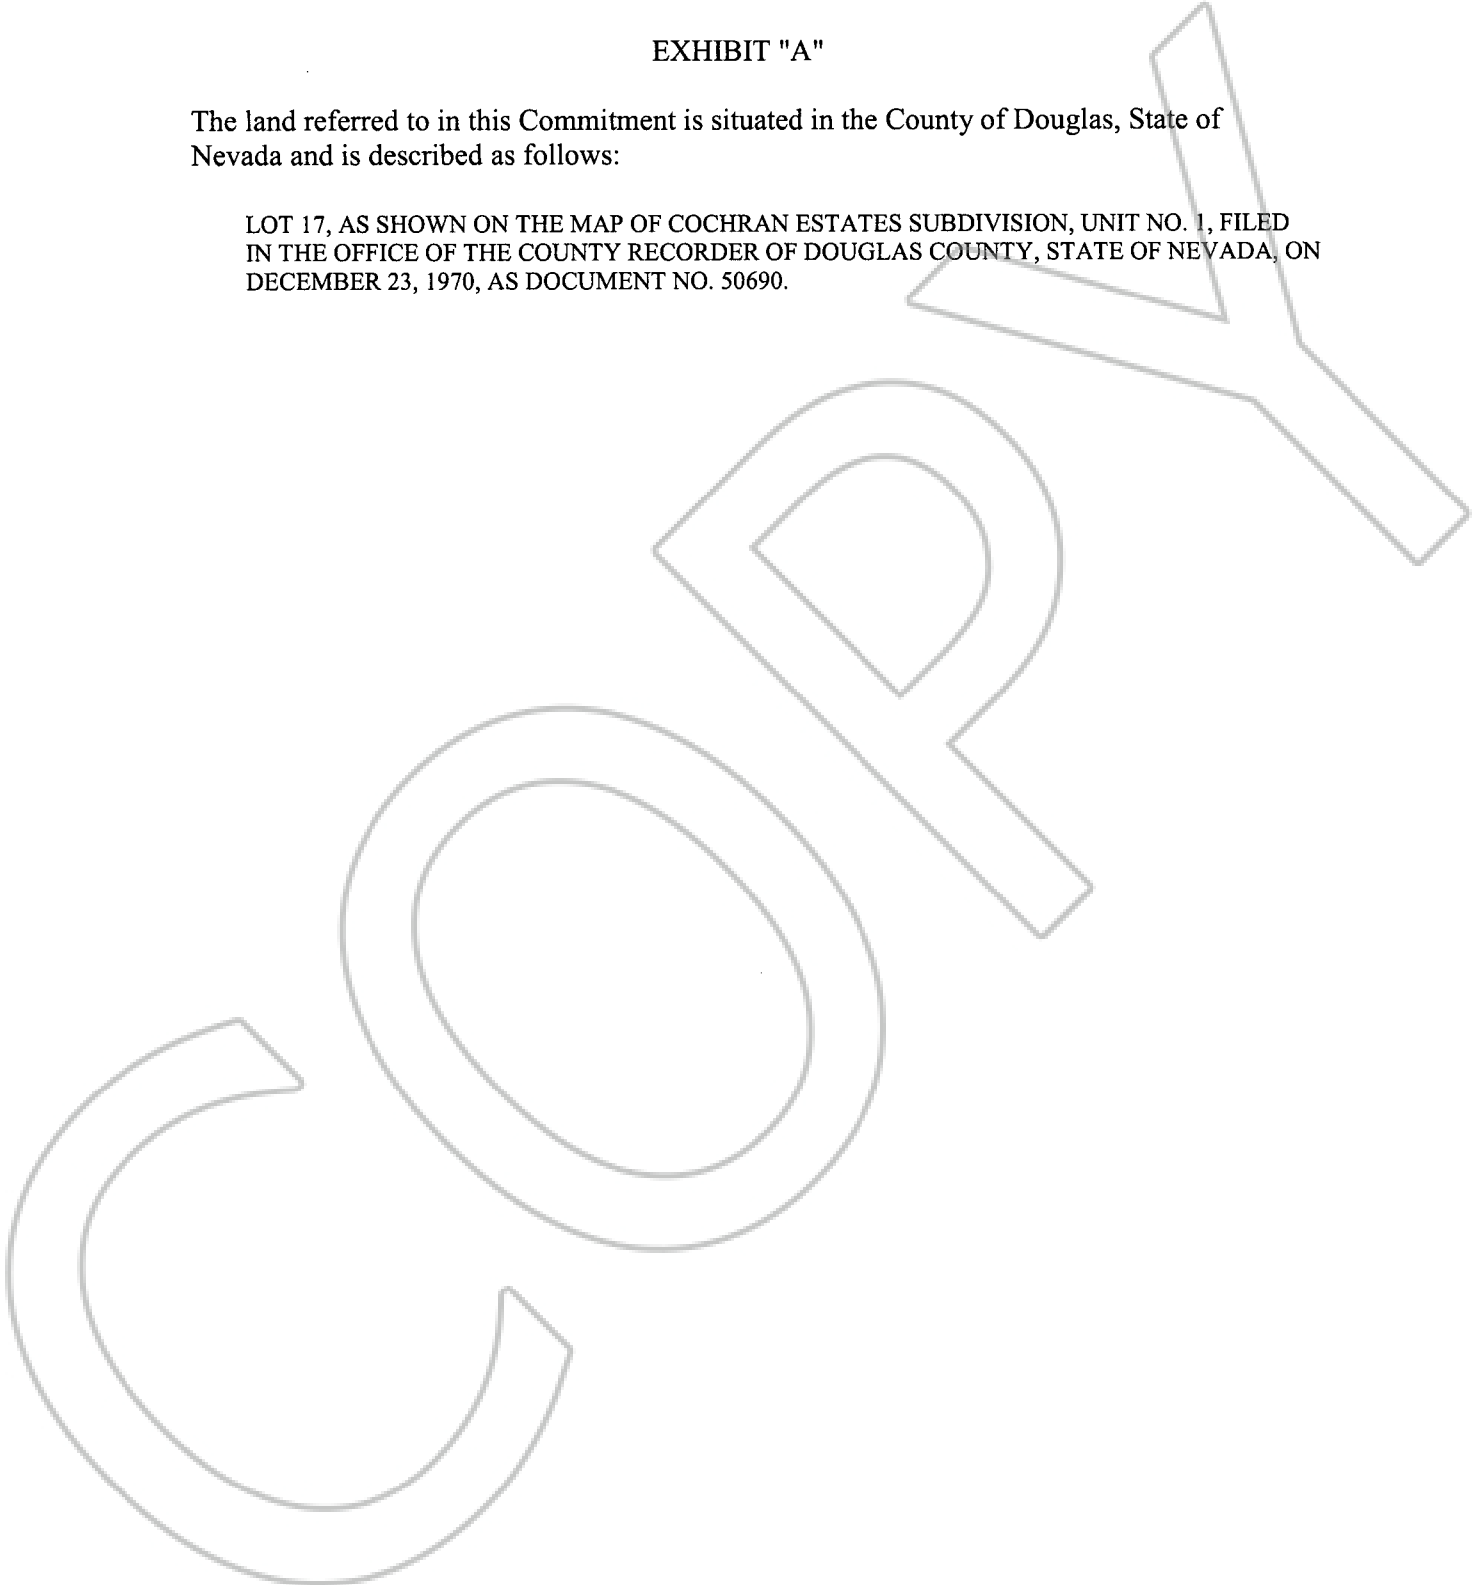 EXHIBIT "A"
The land referred to in this Commitment is situated in the County of Douglas, State of
Nevada and is described as follows:
LOT 17, AS SHOWN ON THE MAP OF COCHRAN ESTATES SUBDIVISION, UNIT NO. 1, FILED
IN THE OFFICE OF THE COUNTY RECORDER OF DOUGLAS COUNTY, STATE OF NEVADA, ON
DECEMBER 23, 1970, AS DOCUMENT NO. 50690.
COPY